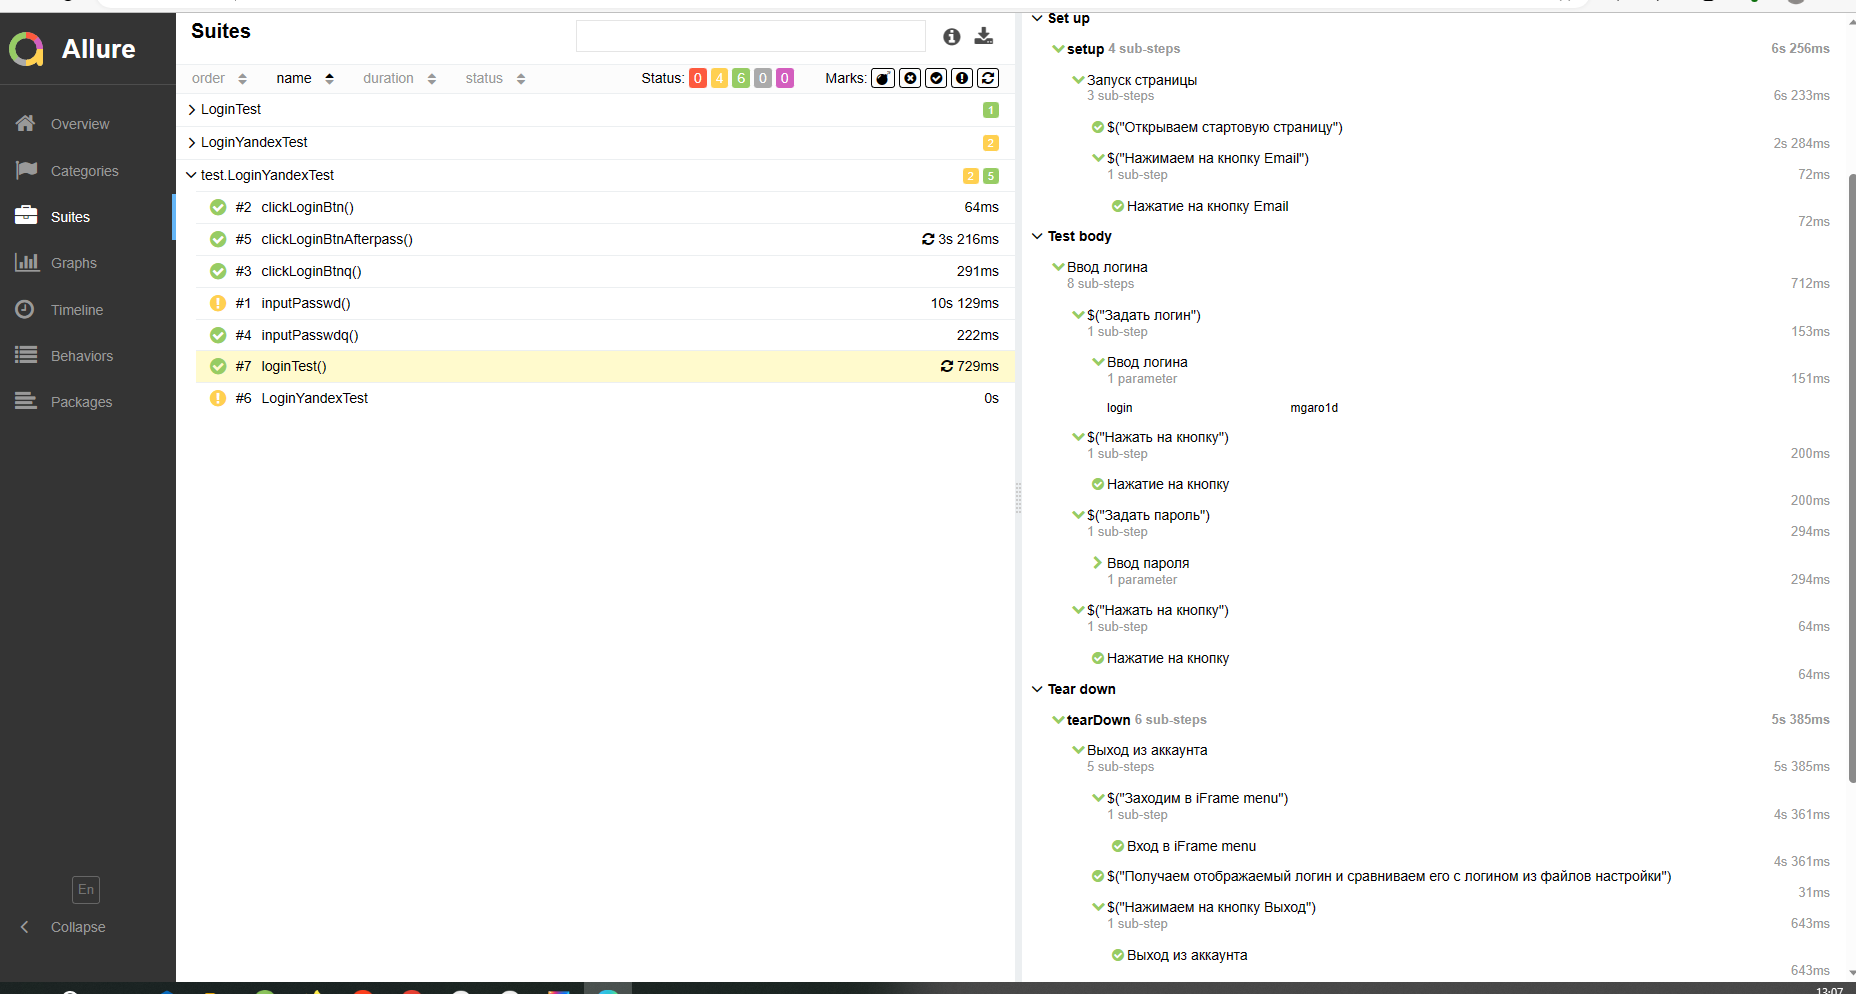 Allure
Overview
Categories
Suites
Graphs
Timeline
Behaviors
Packages
En
Collapse
Suites
order name duration status Status: 0 4 6 0 0 Marks:
LoginTest 1
LoginYandexTest 2
test.LoginYandexTest 2 5
#2 clickLoginBtn() 64ms
#5 clickLoginBtnAfterpass() 3s 216ms
#3 clickLoginBtnq() 291ms
#1 inputPasswd() 10s 129ms
#4 inputPasswdq() 222ms
#7 loginTest() 729ms
#6 LoginYandexTest 0s
Set up
setup 4 sub-steps 6s 256ms
Запуск страницы
3 sub-steps 6s 233ms
$("Открываем стартовую страницу")
2s 284ms
$("Нажимаем на кнопку Email")
1 sub-step 72ms
Нажатие на кнопку Email
72ms
Test body
Ввод логина
8 sub-steps 712ms
$("Задать логин")
1 sub-step 153ms
Ввод логина
1 parameter 151ms
login mgaro1d
$("Нажать на кнопку")
1 sub-step 200ms
Нажатие на кнопку
200ms
$("Задать пароль")
1 sub-step 294ms
Ввод пароля
1 parameter 294ms
$("Нажать на кнопку")
1 sub-step 64ms
Нажатие на кнопку
64ms
Tear down
tearDown 6 sub-steps 5s 385ms
Выход из аккаунта
5 sub-steps 5s 385ms
$("Заходим в iFrame menu")
1 sub-step 4s 361ms
Вход в iFrame menu
4s 361ms
$("Получаем отображаемый логин и сравниваем его с логином из файлов настройки")
31ms
$("Нажимаем на кнопку Выход")
1 sub-step 643ms
Выход из аккаунта
643ms
13:07